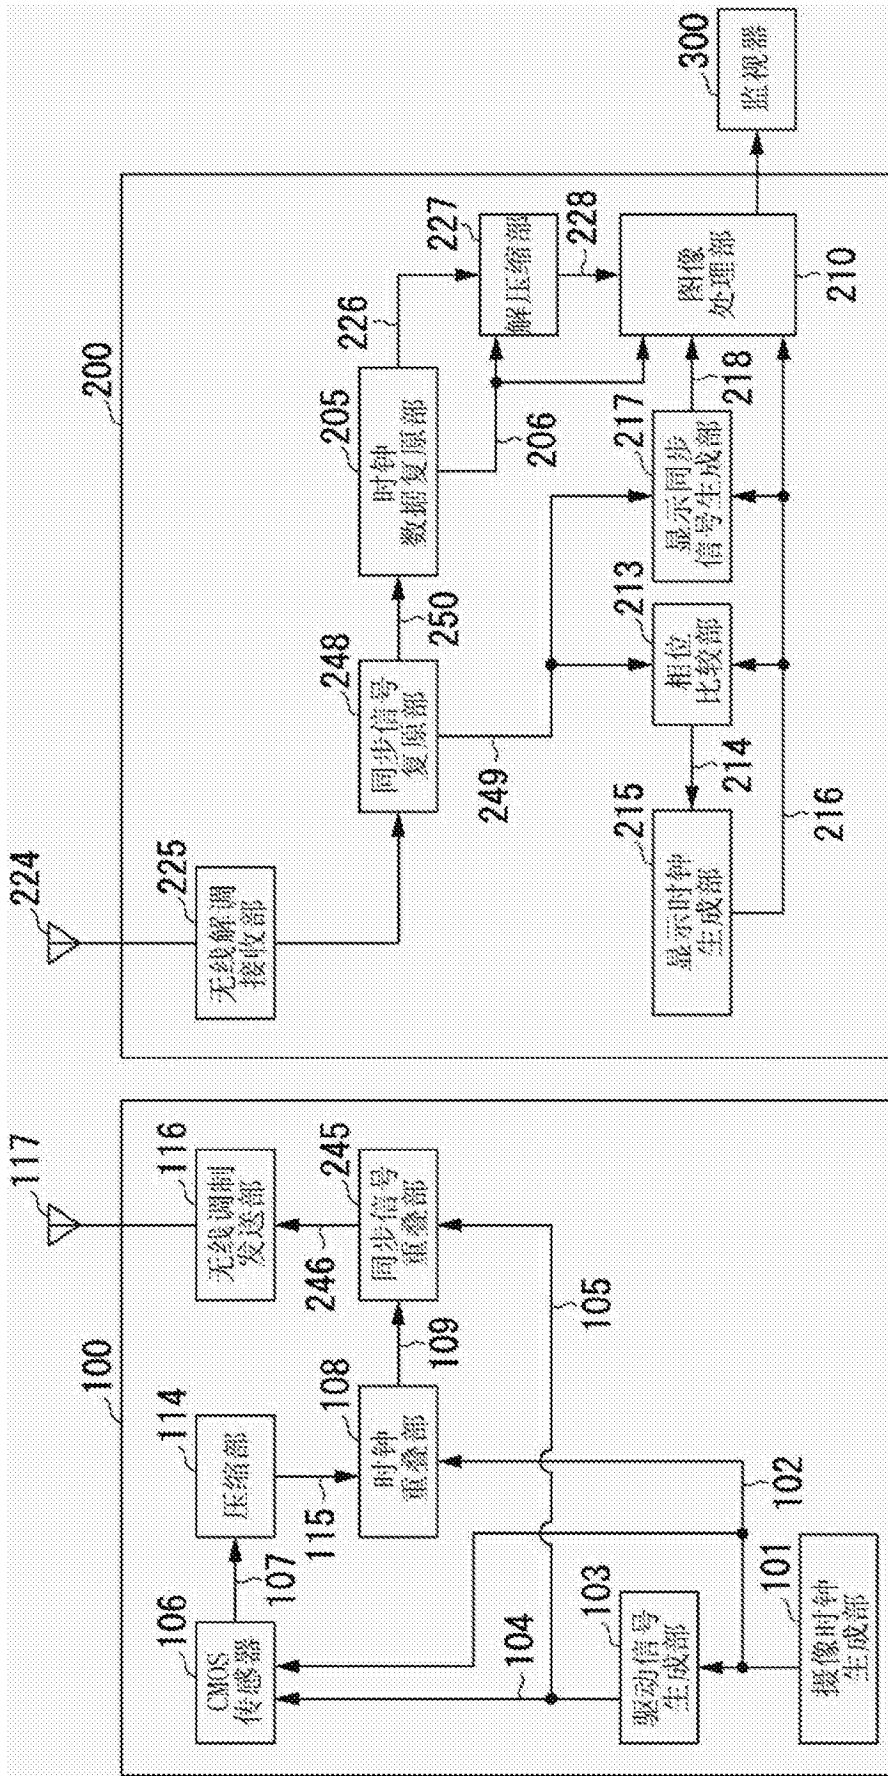 100
CMOS
传感器
106
107
压缩部
114
115
时钟
重叠部
108
109
同步信号
重叠部
245
246
无线调制
发送部
116
117
驱动信号
生成部
103
104
105
摄像时钟
生成部
101
102
200
224
无线解调
接收部
225
同步信号
复原部
248
249
250
时钟
数据复原部
205
206
226
解压缩部
227
228
显示时钟
生成部
215
216
相位
比较部
213
214
显示同步
信号生成部
217
218
图像
处理部
210
监视器
300